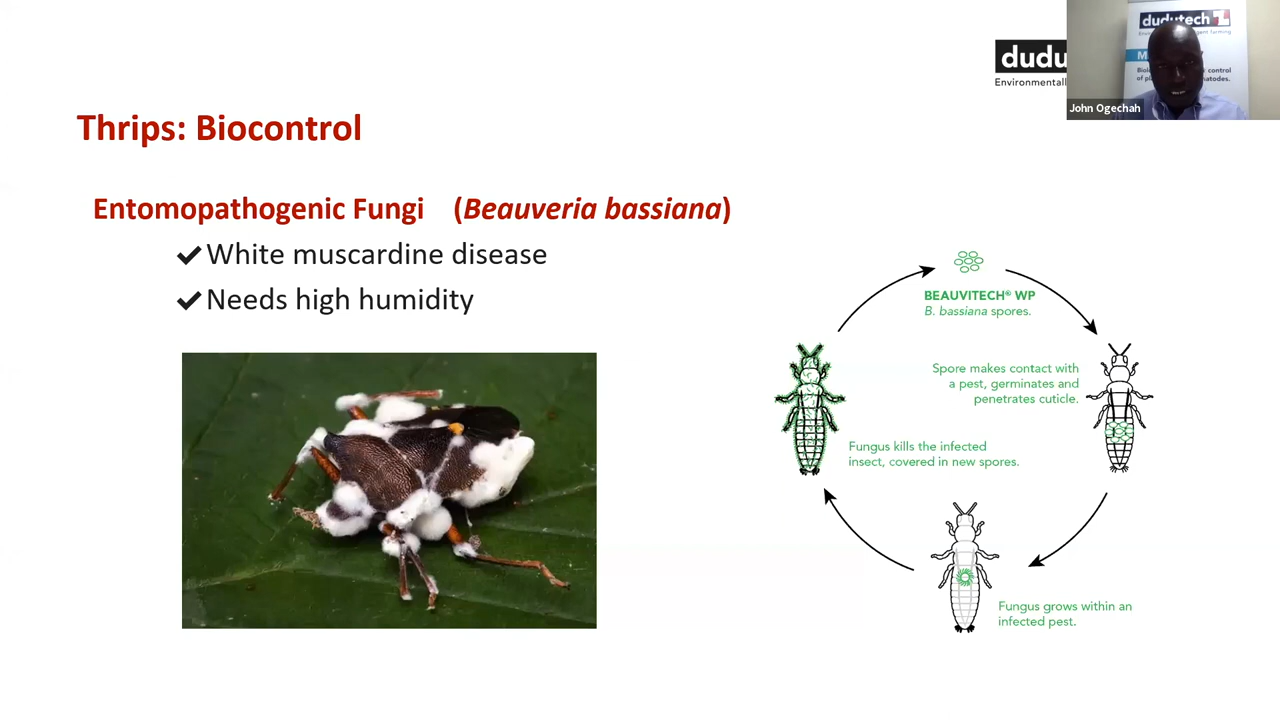 dudutech
dudu
Environmentall
control
John Ogechah
Thrips: Biocontrol
Entomopathogenic Fungi (Beauveria bassiana)
✔ White muscardine disease
✔ Needs high humidity
BEAUVITECH® WP
B. bassiana spores.
Spore makes contact with
a pest, germinates and
penetrates cuticle.
Fungus kills the infected
insect, covered in new spores.
Fungus grows within an
infected pest.